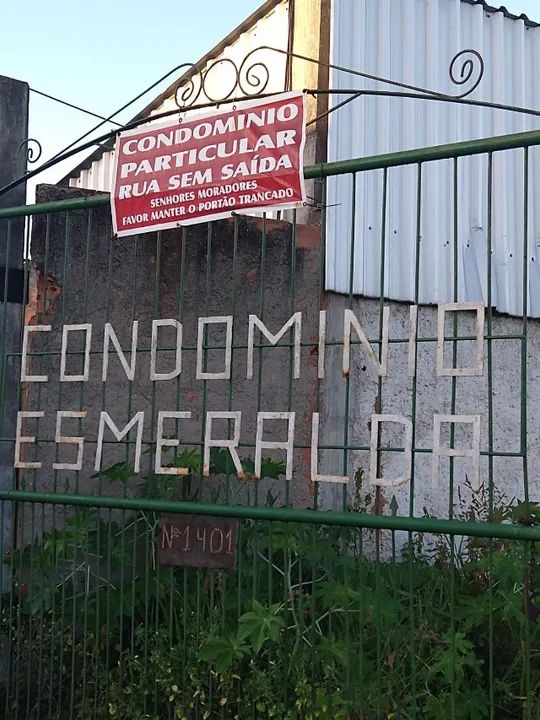 CONDOMINIO
PARTICULAR
RUA SEM SAÍDA
SENHORES MORADORES
FAVOR MANTER O PORTÃO TRANCADO
CONDOMINIO
ESMERALDA
Nº1401